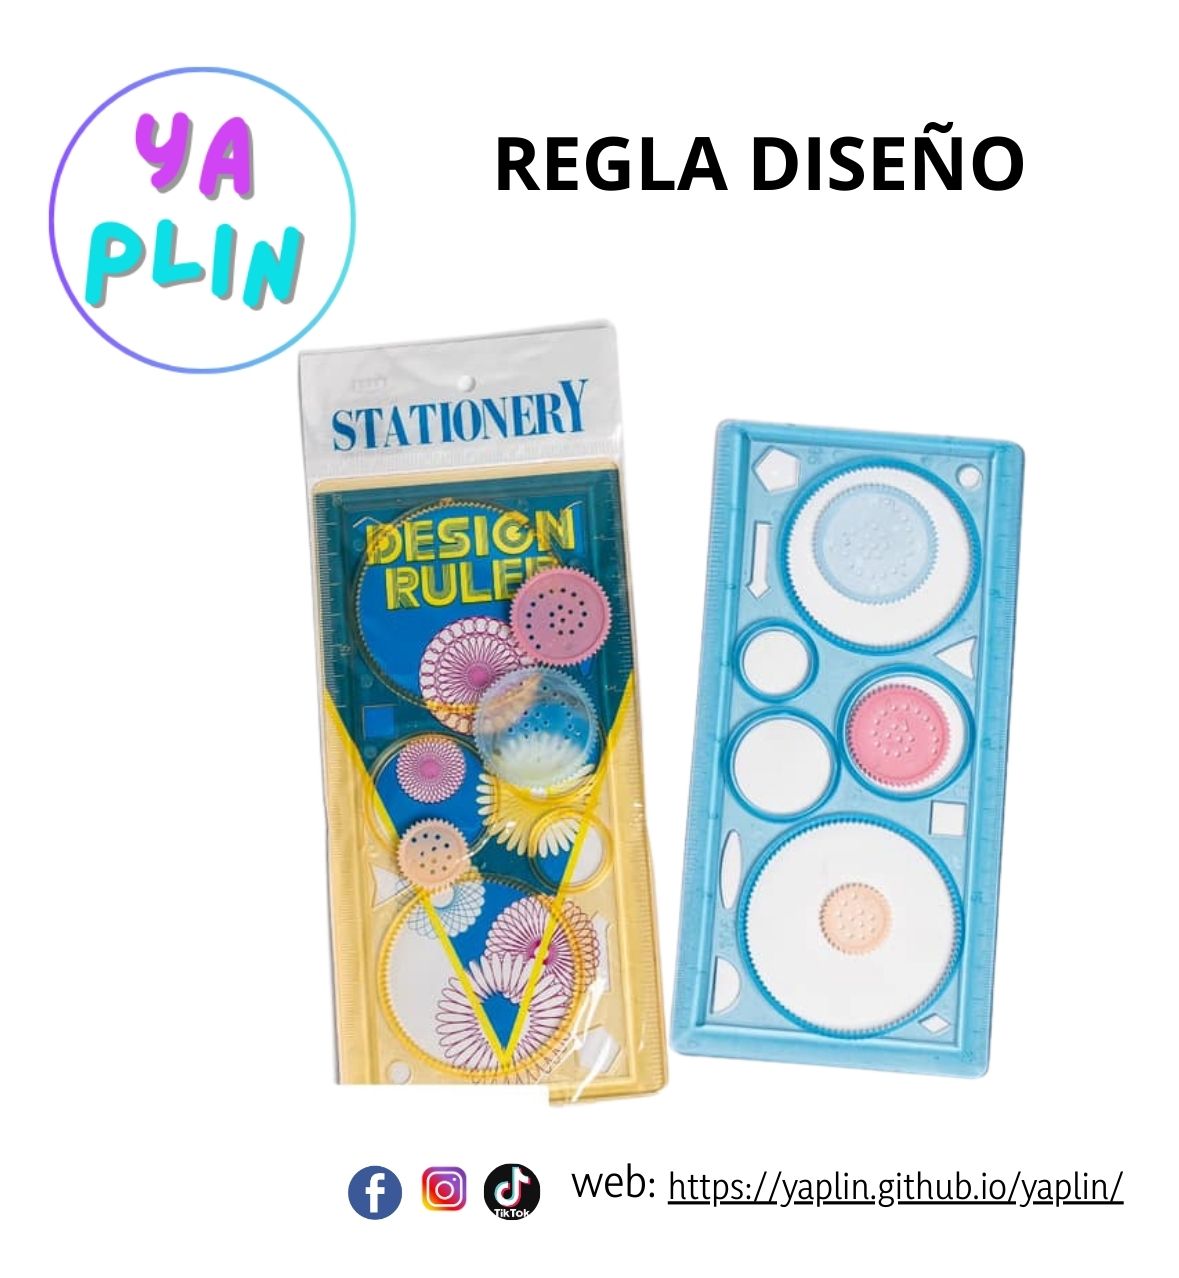 YA
PLIN
REGLA DISEÑO
STATIONERY
DESIGN
RULER
TikTok
web: https://yaplin.github.io/yaplin/